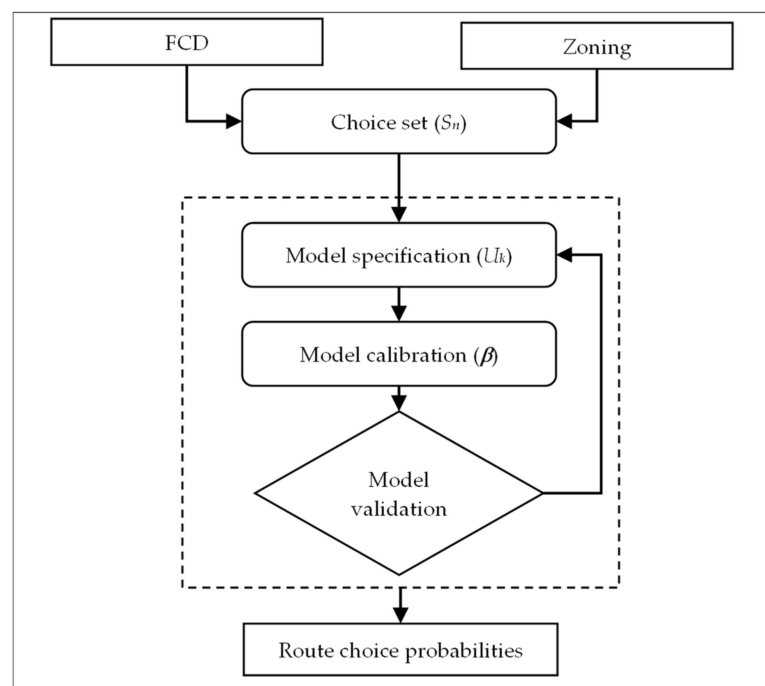 FCD
Zoning
Choice set (Sn)
Model specification (Uk)
Model calibration (β)
Model
validation
Route choice probabilities